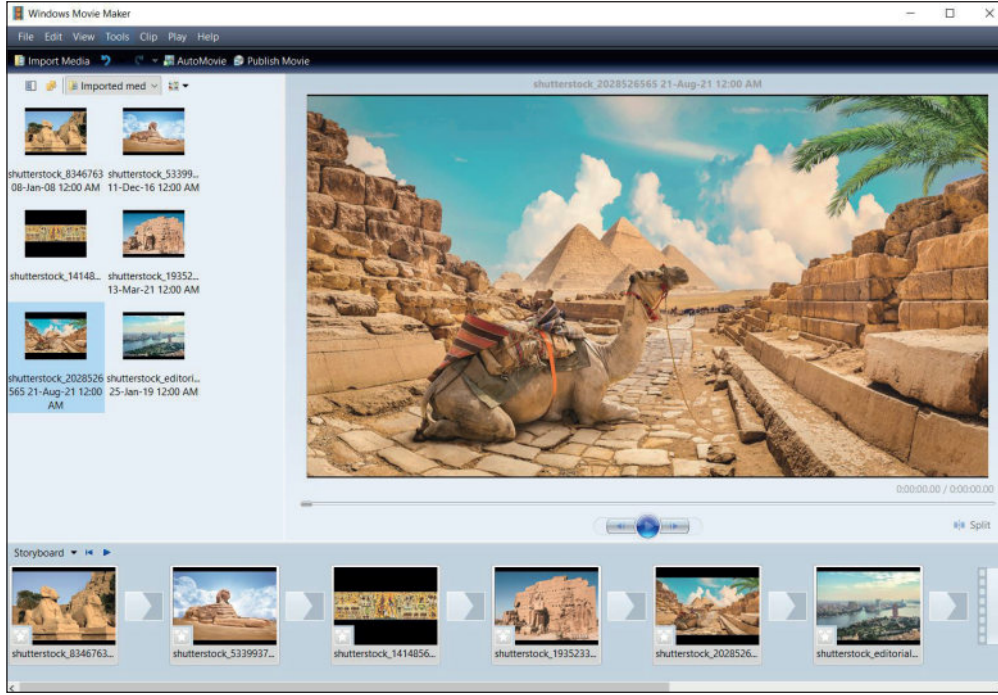 Windows Movie Maker
File Edit View Tools Clip Play Help
Import Media AutoMovie Publish Movie
Imported med
shutterstock_2028526565 21-Aug-21 12:00 AM
shutterstock_8346763
08-Jan-08 12:00 AM
shutterstock_53399...
11-Dec-16 12:00 AM
shutterstock_14148...
shutterstock_19352...
13-Mar-21 12:00 AM
shutterstock_2028526
565 21-Aug-21 12:00
AM
shutterstock_editori...
25-Jan-19 12:00 AM
0:00:00.00 / 0:00:00.00
Split
Storyboard
shutterstock_8346763...
shutterstock_5339937...
shutterstock_1414856...
shutterstock_1935233...
shutterstock_2028526...
shutterstock_editorial...